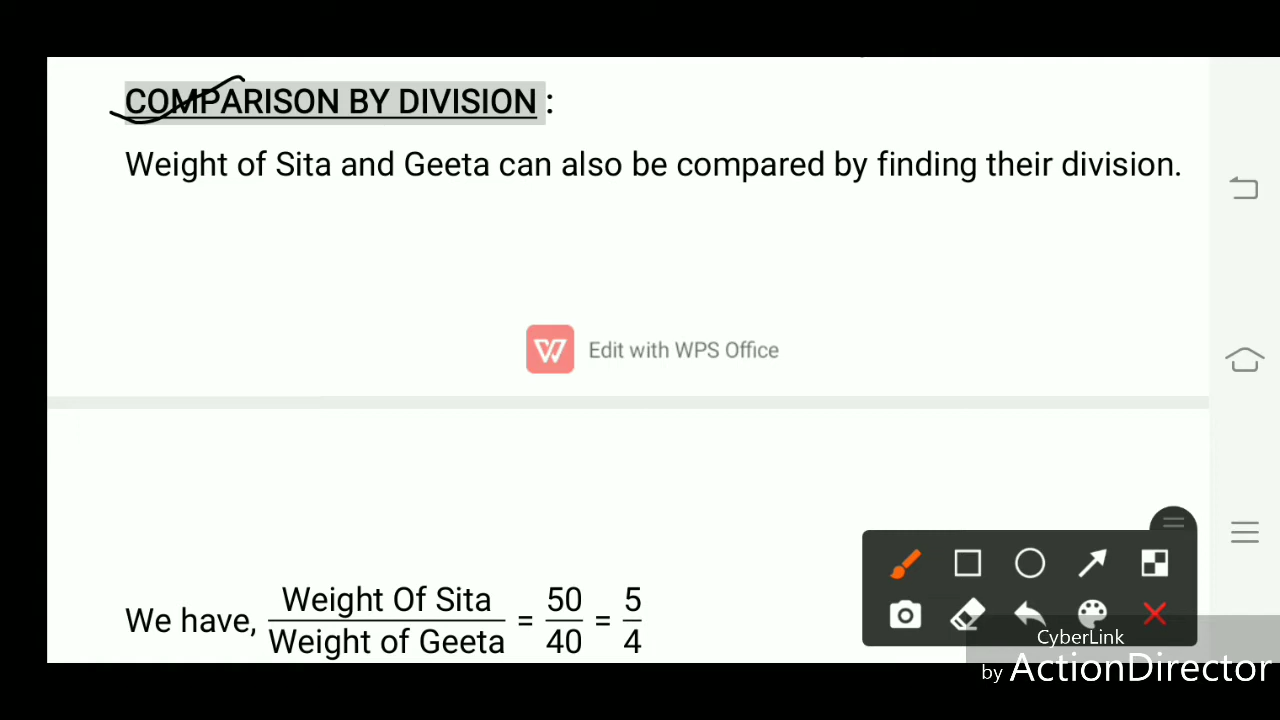 COMPARISON BY DIVISION :
Weight of Sita and Geeta can also be compared by finding their division.
Edit with WPS Office
We have, Weight Of Sita / Weight of Geeta = 50/40 = 5/4
CyberLink
by ActionDirector